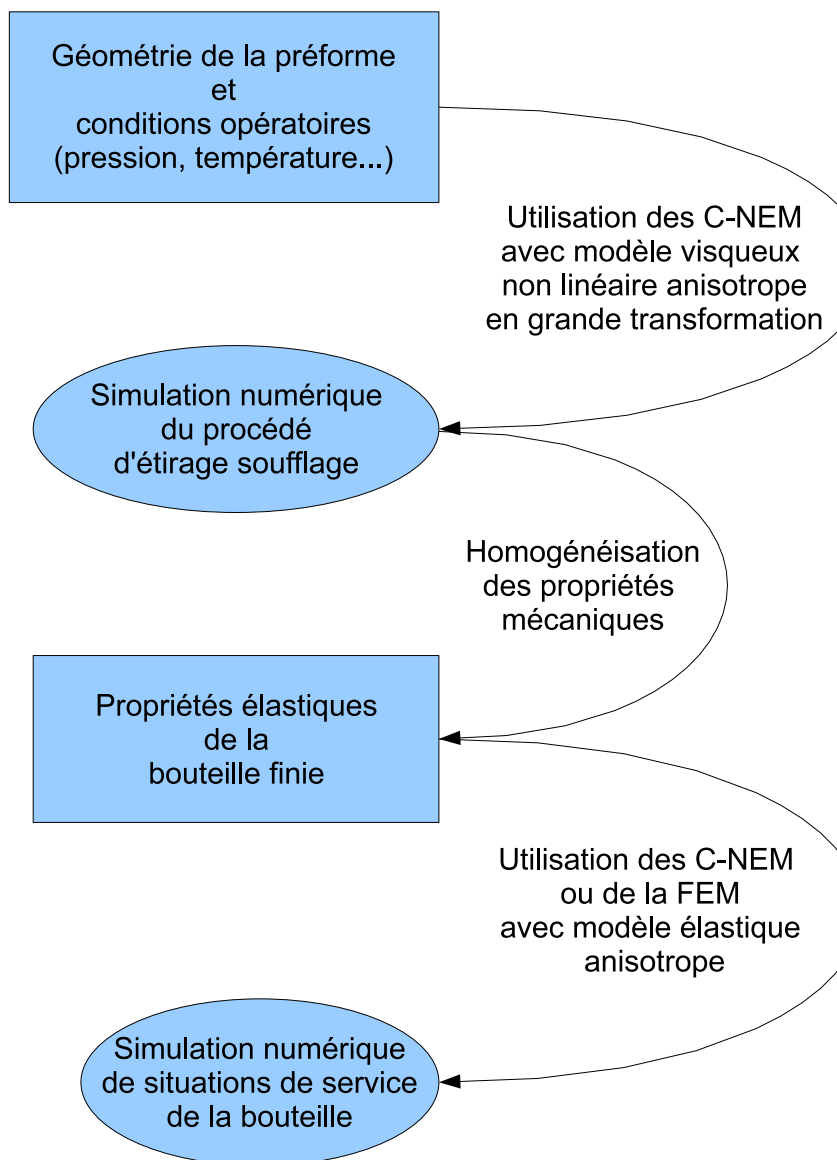 Géométrie de la préforme
et
conditions opératoires
(pression, température...)
Utilisation des C-NEM
avec modèle visqueux
non linéaire anisotrope
en grande transformation
Simulation numérique
du procédé
d'étirage soufflage
Homogénéisation
des propriétés
mécaniques
Propriétés élastiques
de la
bouteille finie
Utilisation des C-NEM
ou de la FEM
avec modèle élastique
anisotrope
Simulation numérique
de situations de service
de la bouteille